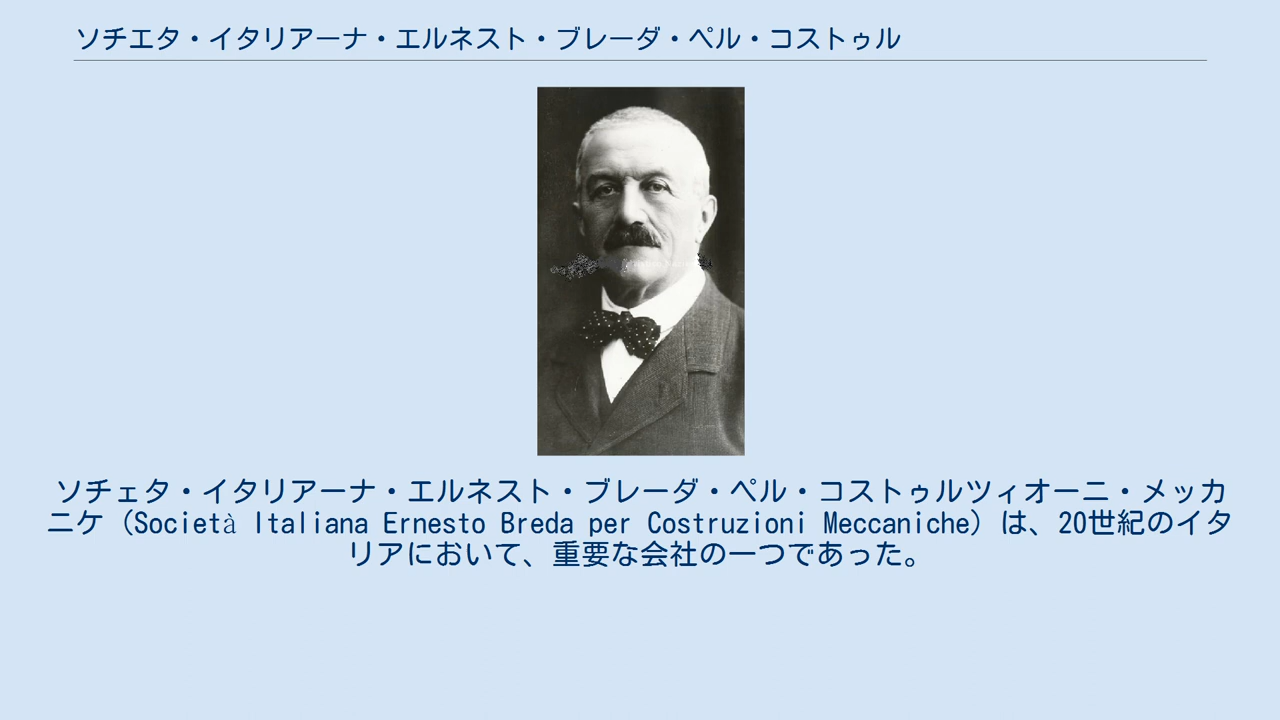 ソチエタ・イタリアーナ・エルネスト・ブレーダ・ペル・コストゥル
ソチェタ・イタリアーナ・エルネスト・ブレーダ・ペル・コストゥルツィオーニ・メッカ
ニケ（Società Italiana Ernesto Breda per Costruzioni Meccaniche）は、20世紀のイタ
リアにおいて、重要な会社の一つであった。